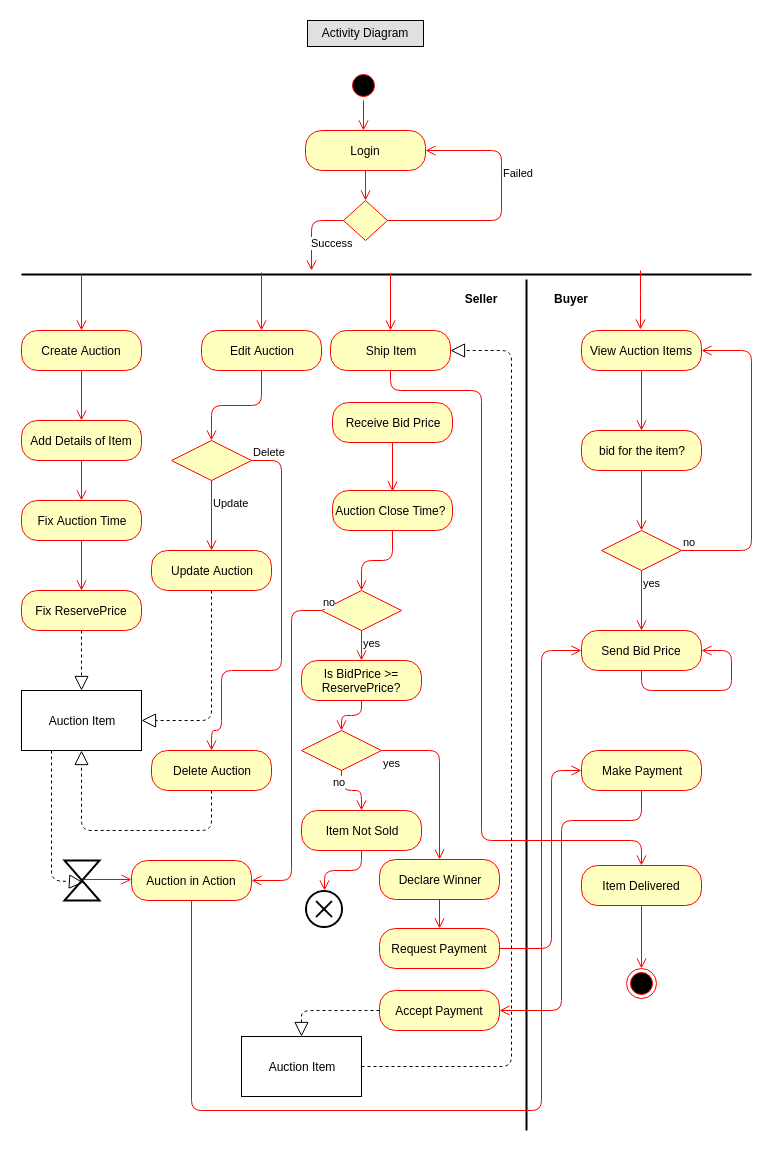 Activity Diagram
Login
Failed
Success
Seller
Buyer
Create Auction
Edit Auction
Ship Item
View Auction Items
Receive Bid Price
Add Details of Item
Delete
bid for the item?
Update
Auction Close Time?
Fix Auction Time
no
Update Auction
yes
Fix ReservePrice
no
yes
Is BidPrice >=
ReservePrice?
Send Bid Price
Auction Item
Delete Auction
yes
no
Make Payment
Item Not Sold
Auction in Action
Declare Winner
Item Delivered
Request Payment
Accept Payment
Auction Item